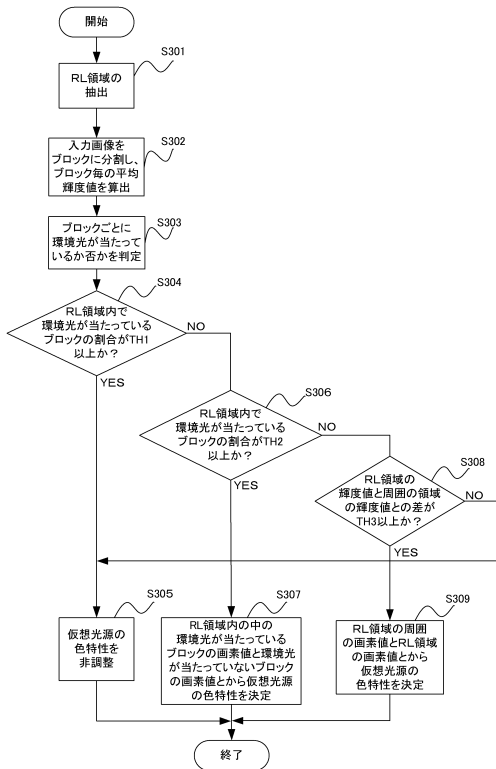 開始
S301
RL領域の
抽出
S302
入力画像を
ブロックに分割し、
ブロック毎の平均
輝度値を算出
S303
ブロックごとに
環境光が当たって
いるか否かを判定
S304
RL領域内で
環境光が当たっている
ブロックの割合がTH1
以上か？
NO
YES
S306
RL領域内で
環境光が当たっている
ブロックの割合がTH2
以上か？
NO
YES
S308
RL領域の
輝度値と周囲の領域
の輝度値との差が
TH3以上か？
NO
YES
S305
仮想光源の
色特性を
非調整
S307
RL領域内の中の
環境光が当たっている
ブロックの画素値と環境光
が当たっていないブロック
の画素値とから仮想光源
の色特性を決定
S309
RL領域の周囲
の画素値とRL領域
の画素値とから
仮想光源の
色特性を決定
終了